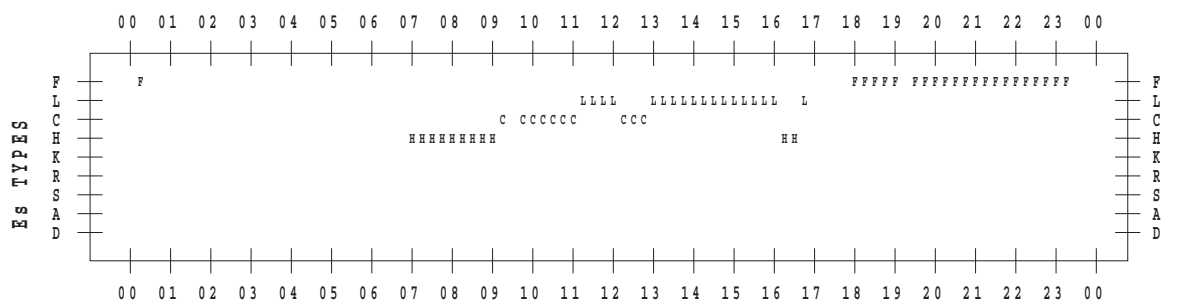 00 01 02 03 04 05 06 07 08 09 10 11 12 13 14 15 16 17 18 19 20 21 22 23 00
F F FFFFF FFFFFFFFFFFFFFFF F
L LLLL LLLLLLLLLLLLL L L
C C CCCCCC CCC C
H HHHHHHHHH HH H
K K
R R
S S
A A
D D
Es TYPES
00 01 02 03 04 05 06 07 08 09 10 11 12 13 14 15 16 17 18 19 20 21 22 23 00